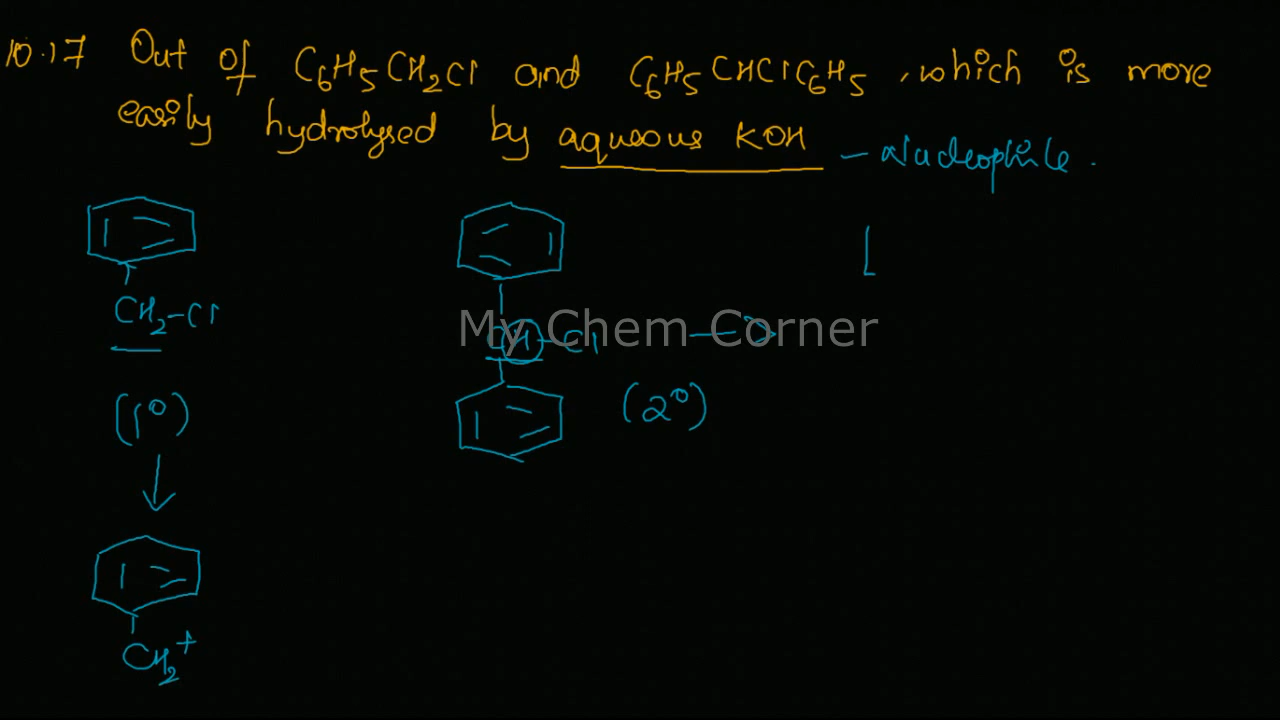 10.17 Out of C6H5CH2Cl and C6H5CHClC6H5, which is more
easily hydrolysed by aqueous KOH – Nucleophile.
CH2–Cl
CH–Cl –>
My Chem Corner
(1°)
(2°)
CH2+